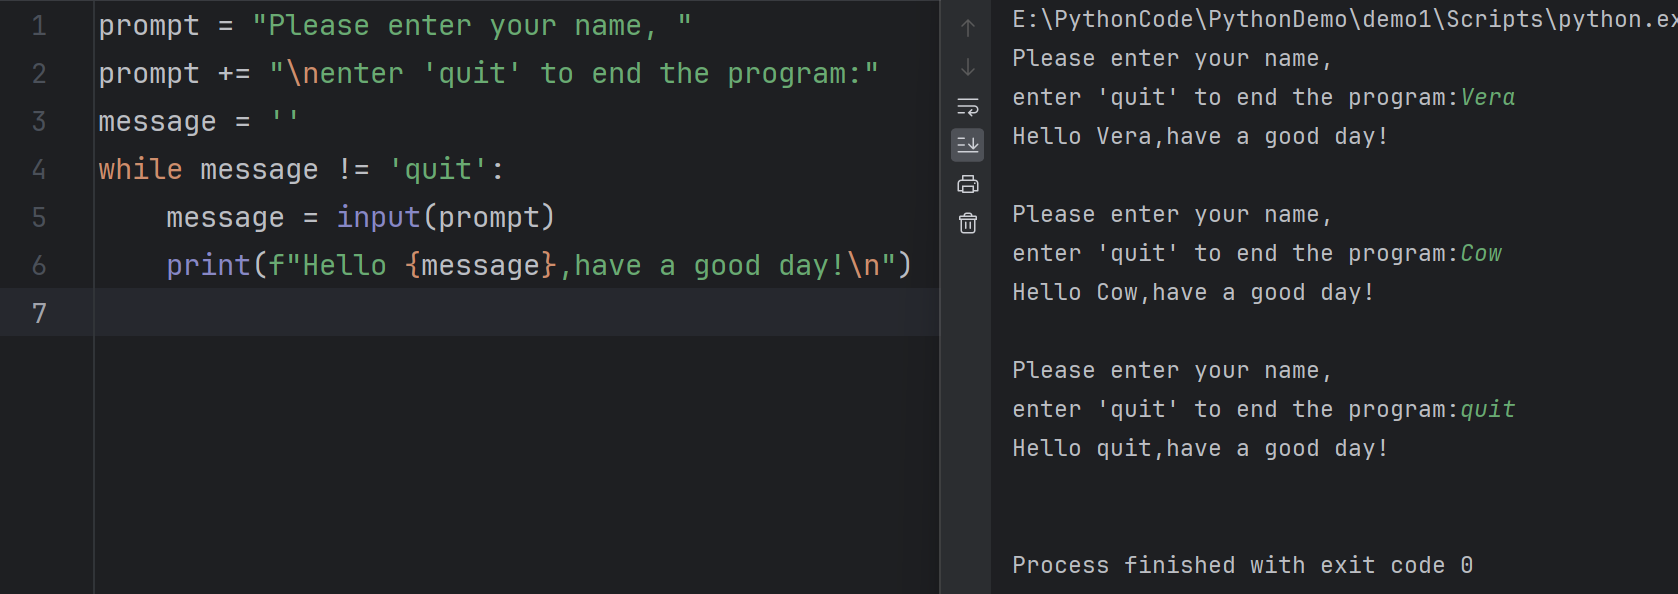 1 prompt = "Please enter your name, "
2 prompt += "\nenter 'quit' to end the program:"
3 message = ''
4 while message != 'quit':
5     message = input(prompt)
6     print(f"Hello {message},have a good day!\n")
7
E:\PythonCode\PythonDemo\demo1\Scripts\python.ex
Please enter your name,
enter 'quit' to end the program:Vera
Hello Vera,have a good day!
Please enter your name,
enter 'quit' to end the program:Cow
Hello Cow,have a good day!
Please enter your name,
enter 'quit' to end the program:quit
Hello quit,have a good day!
Process finished with exit code 0